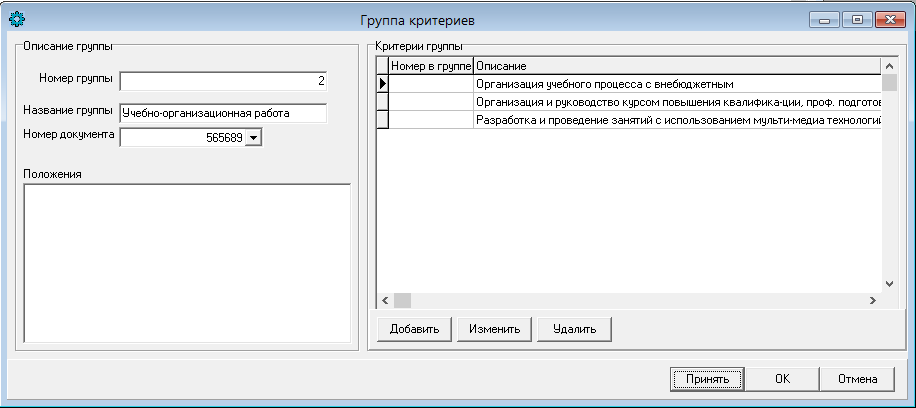 Группа критериев
Описание группы
Номер группы 2
Название группы Учебно-организационная работа
Номер документа 565689
Положения
Критерии группы
Номер в группе Описание
Организация учебного процесса с внебюджетным
Организация и руководство курсом повышения квалифика-ции, проф. подготов
Разработка и проведение занятий с использованием мульти-медиа технологий
Добавить Изменить Удалить
Принять OK Отмена